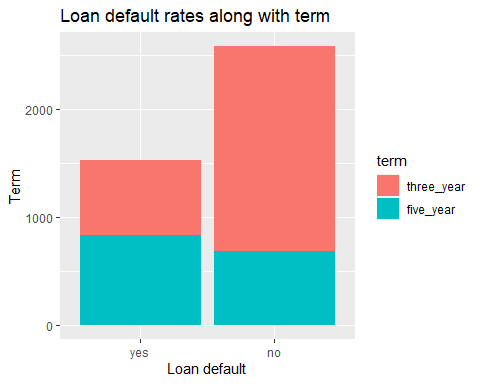 Loan default rates along with term
2000
1000
0
Term
yes
no
Loan default
term
three_year
five_year